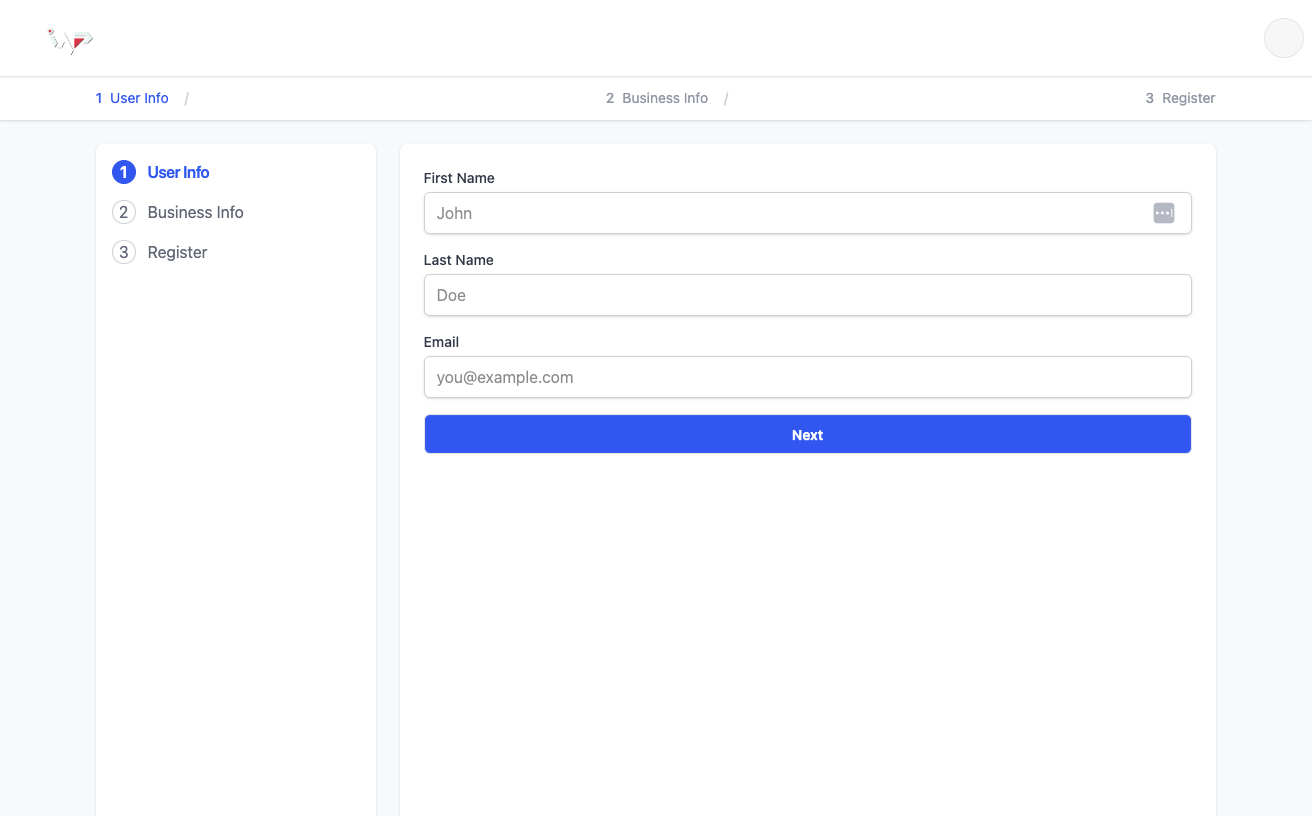 1 User Info /
2 Business Info /
3 Register
1 User Info
2 Business Info
3 Register
First Name
John
Last Name
Doe
Email
you@example.com
Next